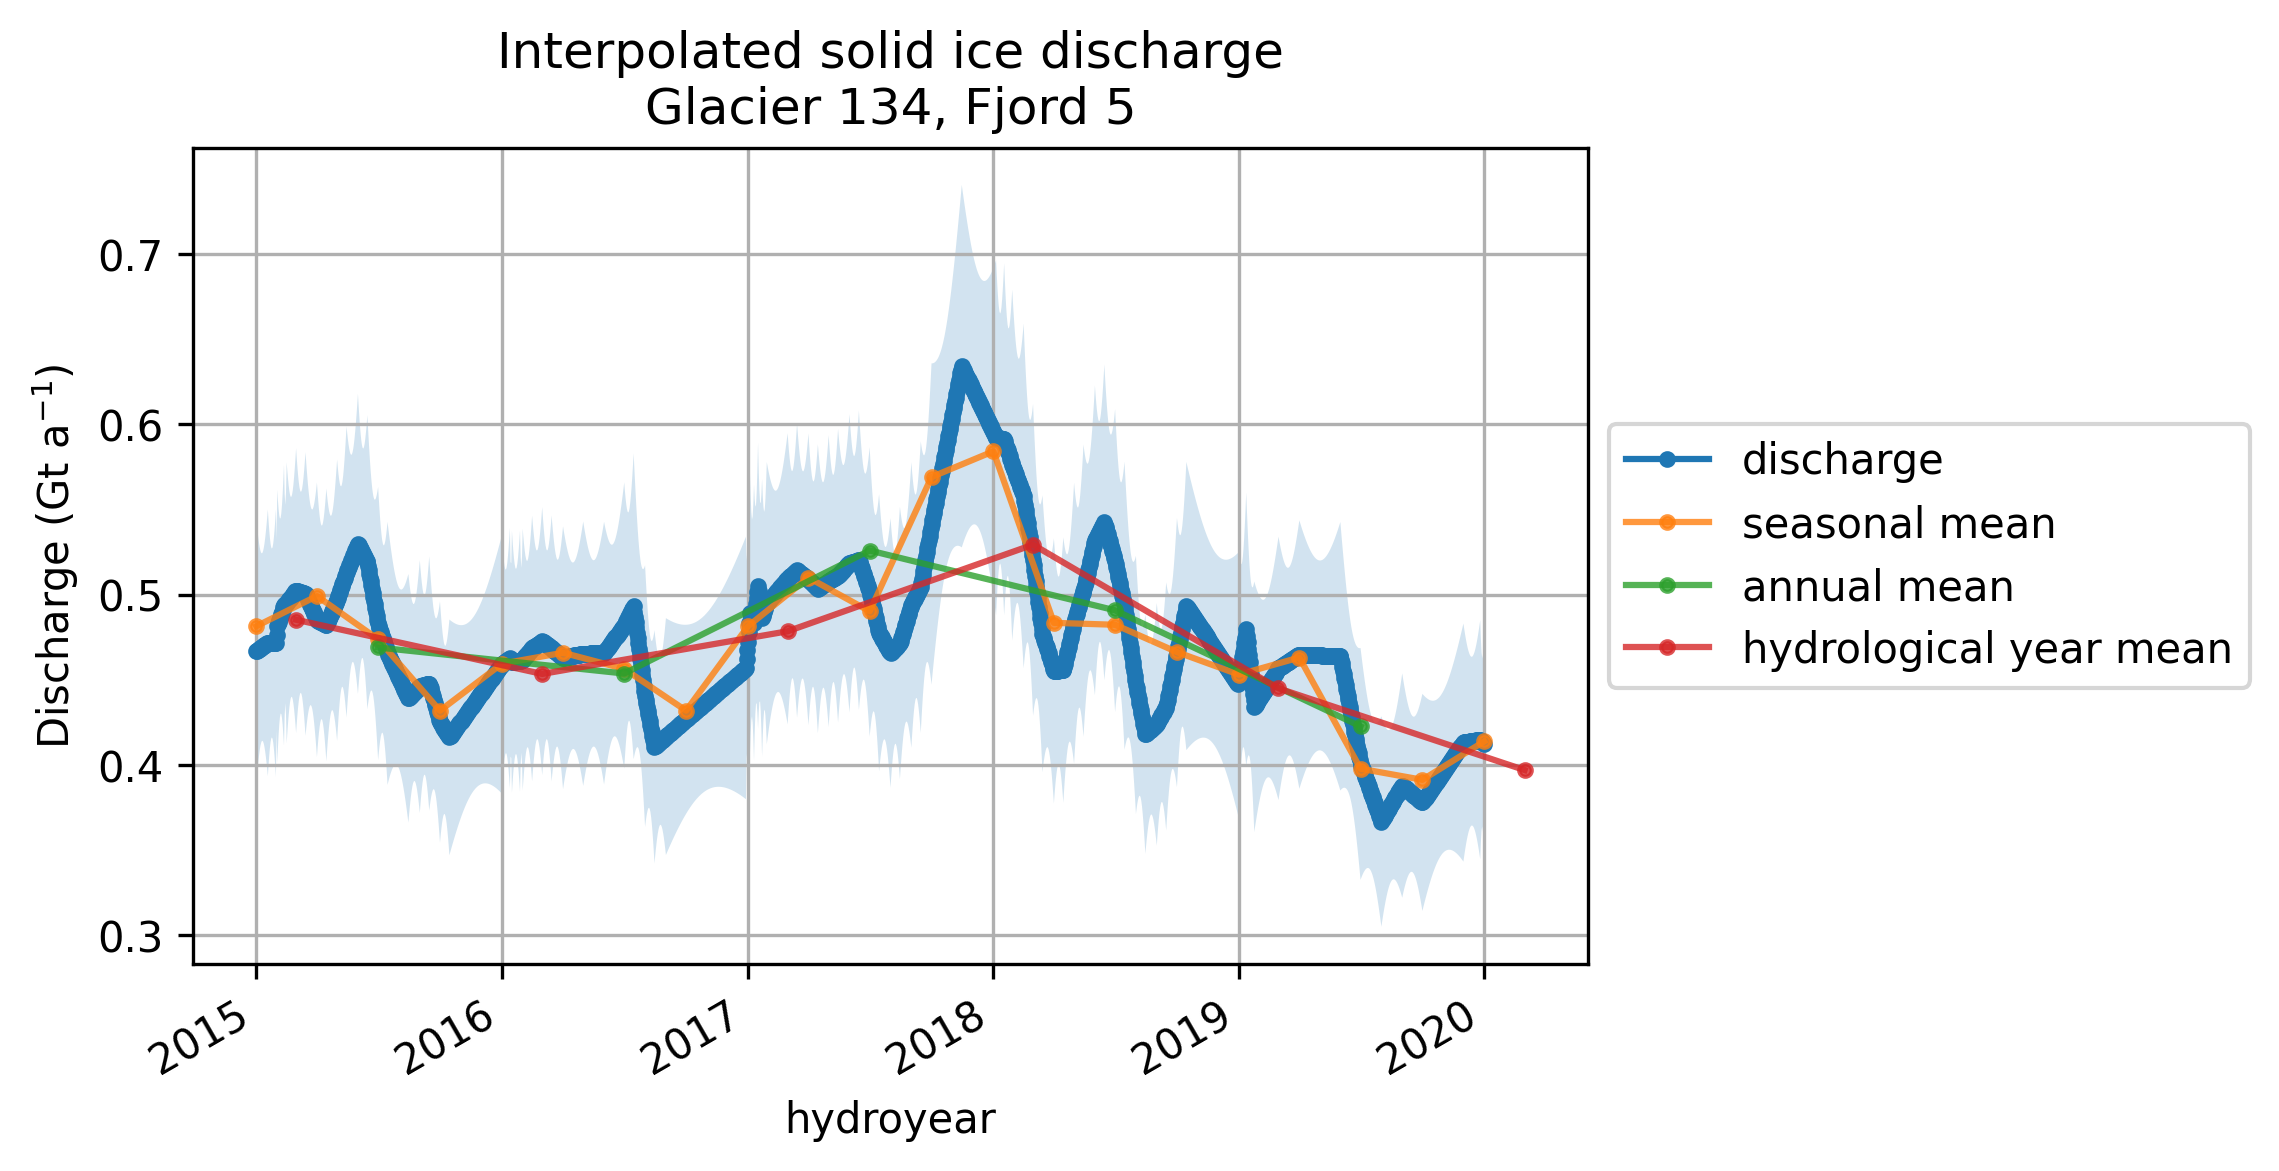 Interpolated solid ice discharge
Glacier 134, Fjord 5
Discharge (Gt a⁻¹)
0.7
0.6
0.5
0.4
0.3
2015
2016
2017
2018
2019
2020
hydroyear
discharge
seasonal mean
annual mean
hydrological year mean